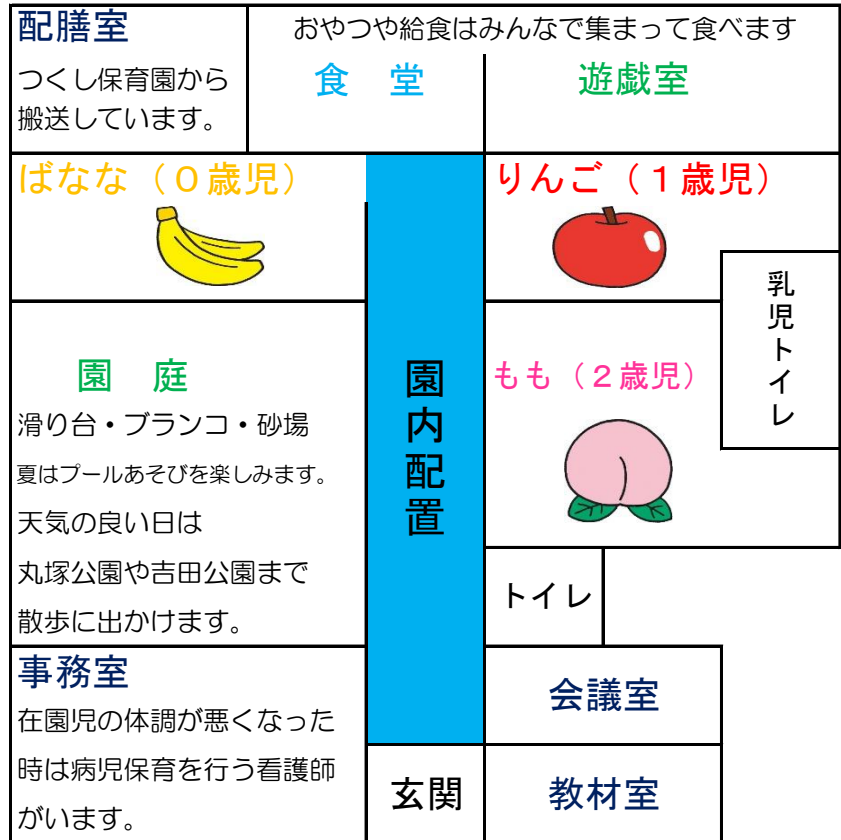 配膳室
つくし保育園から
搬送しています。
おやつや給食はみんなで集まって食べます
食 堂
遊戯室
ばなな（０歳児）
りんご（１歳児）
乳児トイレ
園 庭
滑り台・ブランコ・砂場
夏はプールあそびを楽しみます。
天気の良い日は
丸塚公園や吉田公園まで
散歩に出かけます。
園内配置
もも（２歳児）
トイレ
事務室
在園児の体調が悪くなった
時は病児保育を行う看護師
がいます。
会議室
玄関
教材室